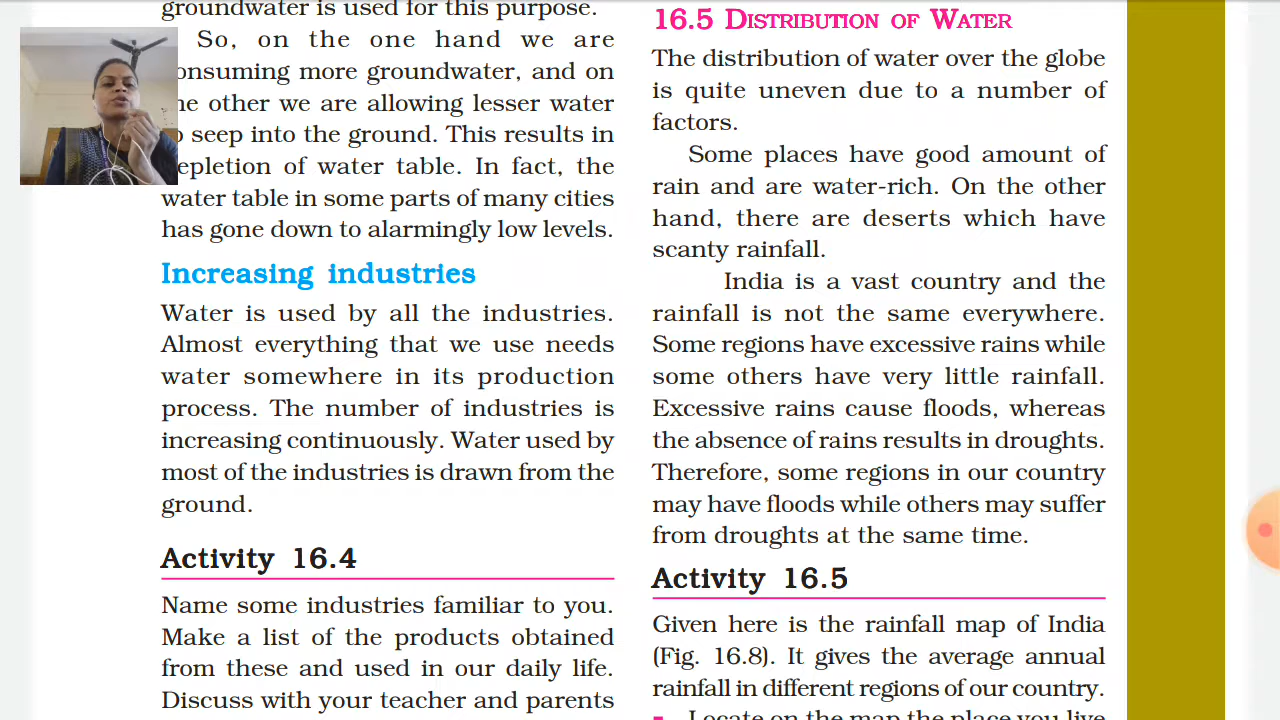 groundwater is used for this purpose.
So, on the one hand we are
consuming more groundwater, and on
the other we are allowing lesser water
to seep into the ground. This results in
depletion of water table. In fact, the
water table in some parts of many cities
has gone down to alarmingly low levels.
Increasing industries
Water is used by all the industries.
Almost everything that we use needs
water somewhere in its production
process. The number of industries is
increasing continuously. Water used by
most of the industries is drawn from the
ground.
Activity 16.4
Name some industries familiar to you.
Make a list of the products obtained
from these and used in our daily life.
Discuss with your teacher and parents
16.5 DISTRIBUTION OF WATER
The distribution of water over the globe
is quite uneven due to a number of
factors.
Some places have good amount of
rain and are water-rich. On the other
hand, there are deserts which have
scanty rainfall.
India is a vast country and the
rainfall is not the same everywhere.
Some regions have excessive rains while
some others have very little rainfall.
Excessive rains cause floods, whereas
the absence of rains results in droughts.
Therefore, some regions in our country
may have floods while others may suffer
from droughts at the same time.
Activity 16.5
Given here is the rainfall map of India
(Fig. 16.8). It gives the average annual
rainfall in different regions of our country.
Locate on the map the place you live